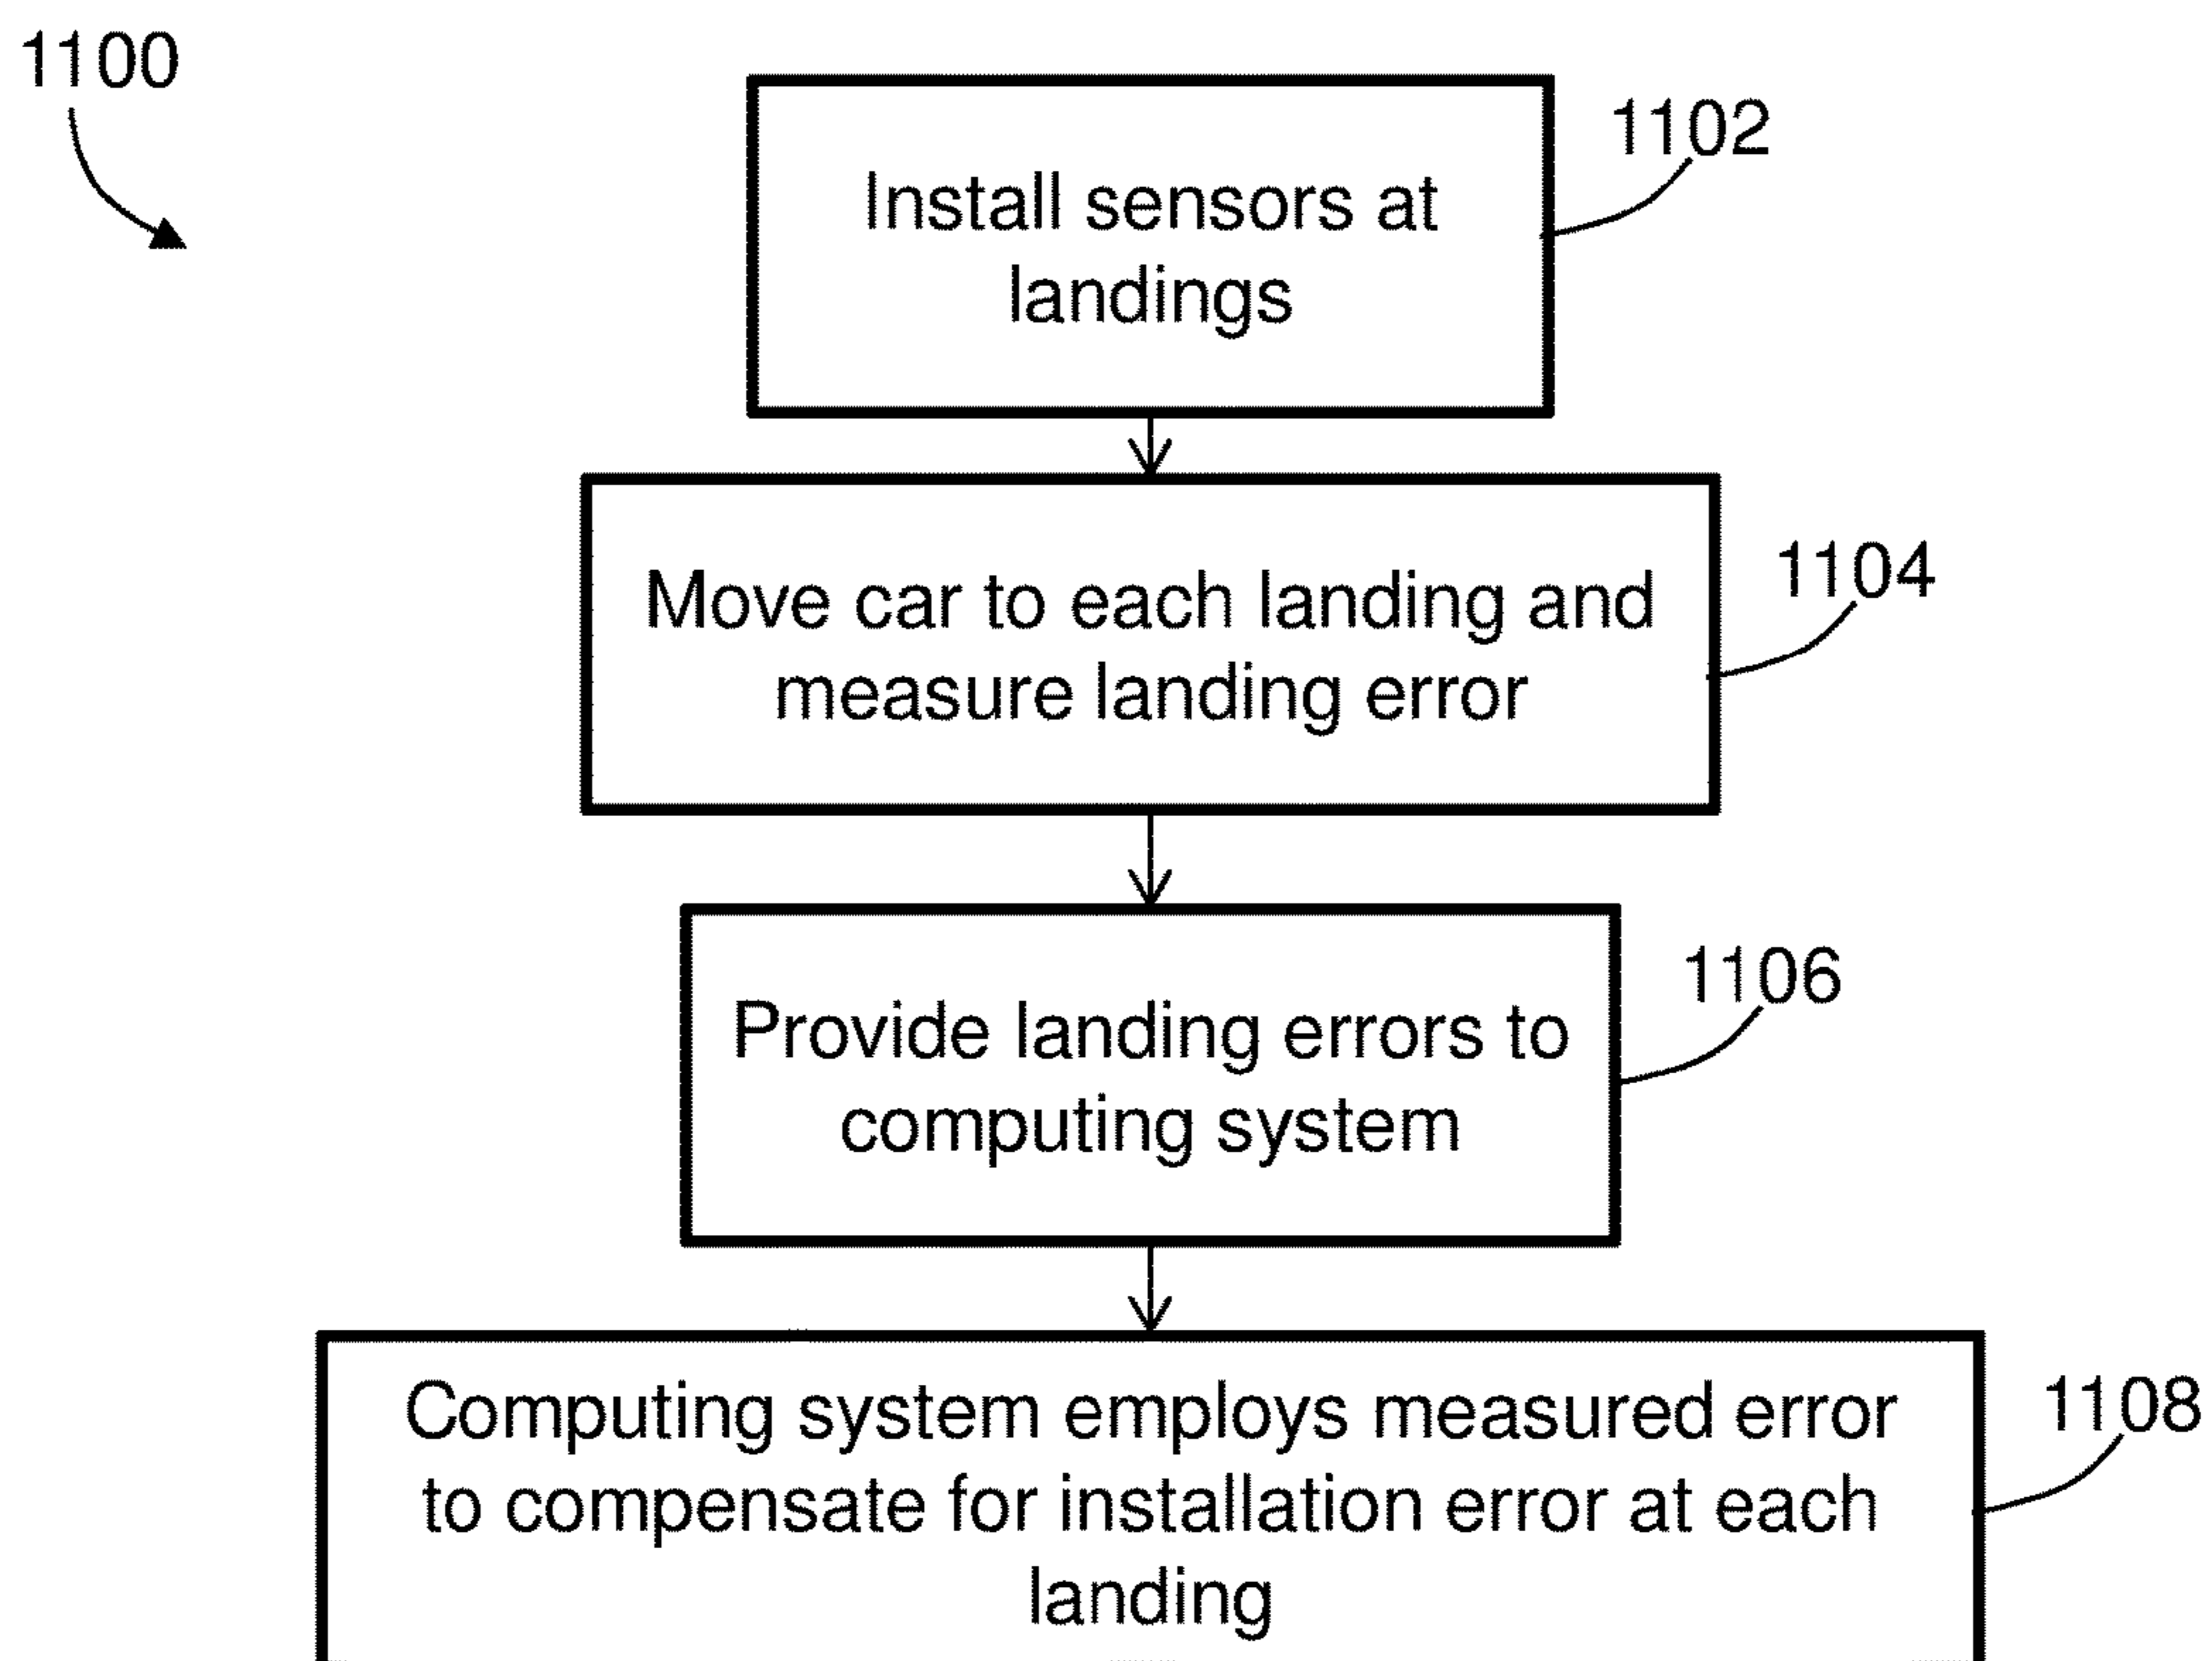 1100
1102
Install sensors at
landings
1104
Move car to each landing and
measure landing error
1106
Provide landing errors to
computing system
1108
Computing system employs measured error
to compensate for installation error at each
landing